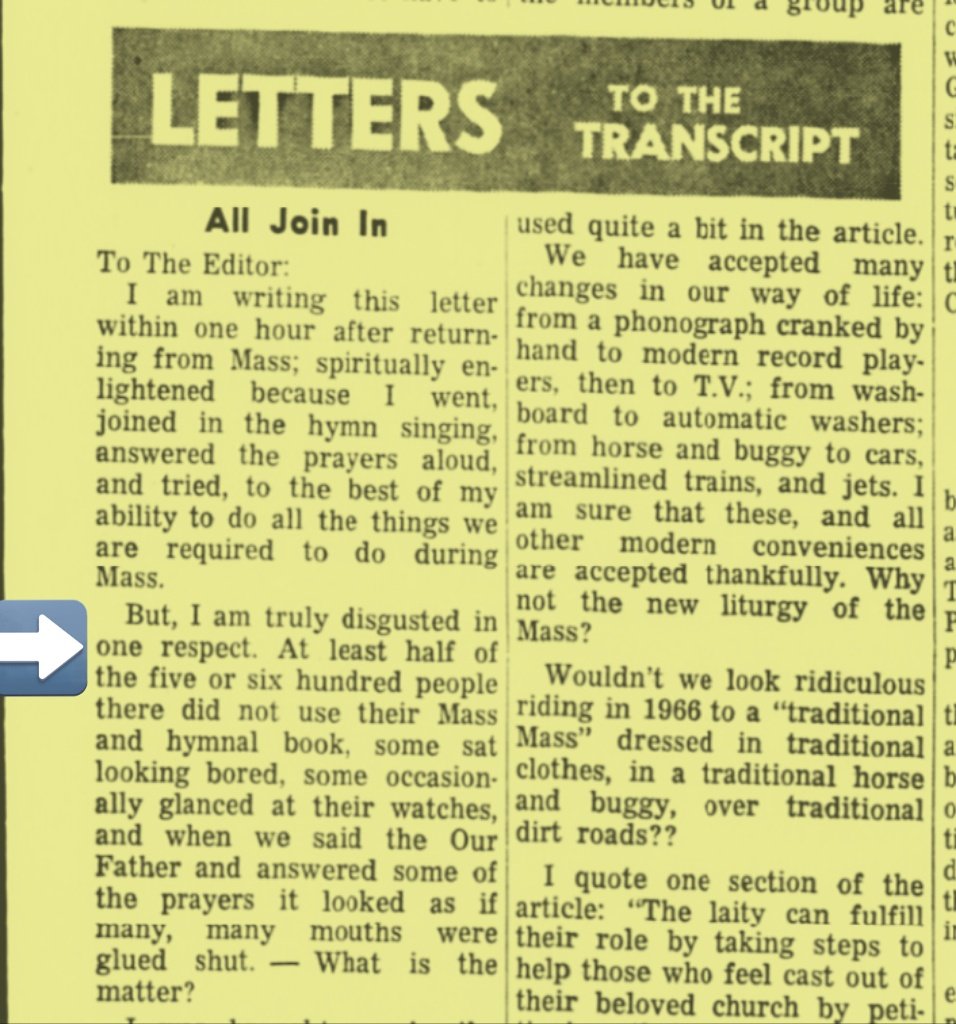 the members of a group are
LETTERS TO THE TRANSCRIPT
All Join In
To The Editor:
I am writing this letter
within one hour after return-
ing from Mass; spiritually en-
lightened because I went,
joined in the hymn singing,
answered the prayers aloud,
and tried, to the best of my
ability to do all the things we
are required to do during
Mass.
But, I am truly disgusted in
one respect. At least half of
the five or six hundred people
there did not use their Mass
and hymnal book, some sat
looking bored, some occasion-
ally glanced at their watches,
and when we said the Our
Father and answered some of
the prayers it looked as if
many, many mouths were
glued shut. — What is the
matter?
used quite a bit in the article.
We have accepted many
changes in our way of life:
from a phonograph cranked by
hand to modern record play-
ers, then to T.V.; from wash-
board to automatic washers;
from horse and buggy to cars,
streamlined trains, and jets. I
am sure that these, and all
other modern conveniences
are accepted thankfully. Why
not the new liturgy of the
Mass?
Wouldn't we look ridiculous
riding in 1966 to a "traditional
Mass" dressed in traditional
clothes, in a traditional horse
and buggy, over traditional
dirt roads??
I quote one section of the
article: "The laity can fulfill
their role by taking steps to
help those who feel cast out of
their beloved church by peti-